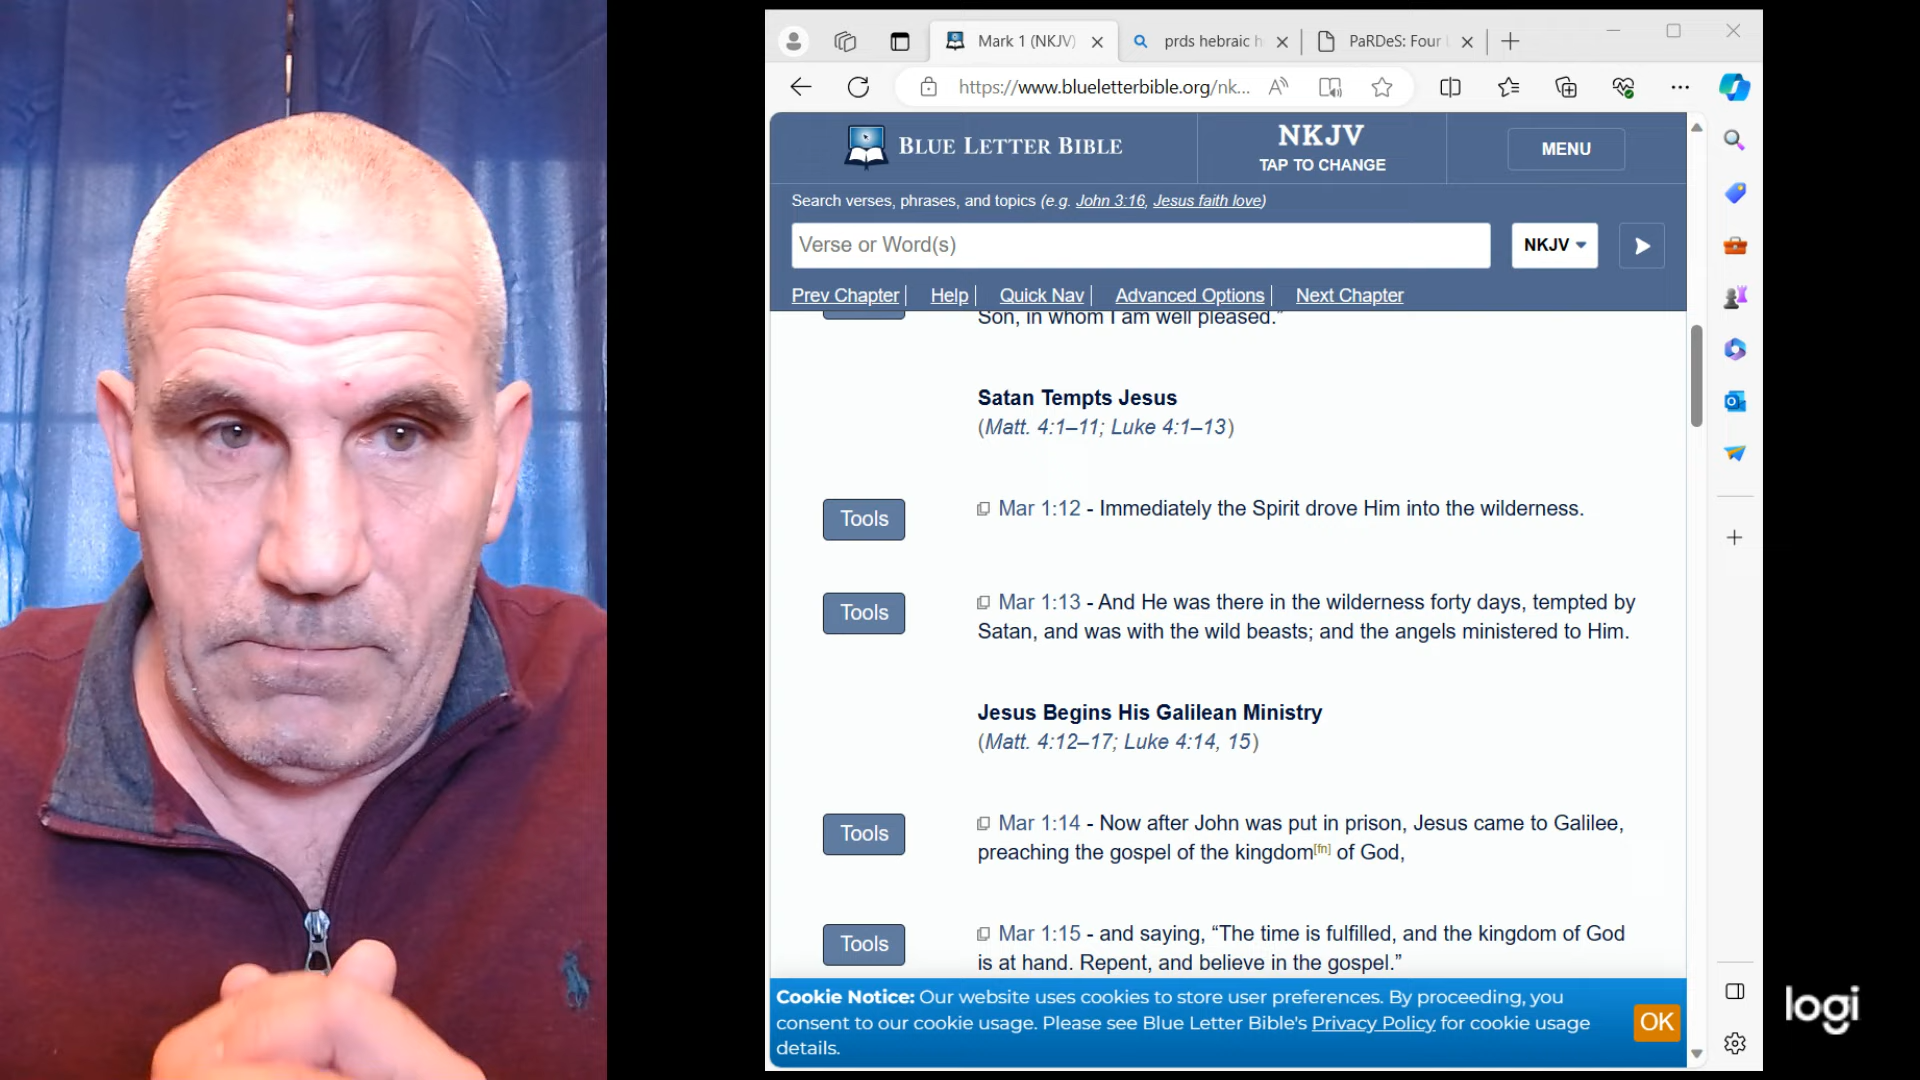 Mark 1 (NKJV)
prds hebraic h
PaRDeS: Four
https://www.blueletterbible.org/nk...
BLUE LETTER BIBLE
NKJV
TAP TO CHANGE
MENU
Search verses, phrases, and topics (e.g. John 3:16, Jesus faith love)
Verse or Word(s)
NKJV
Prev Chapter
Help
Quick Nav
Advanced Options
Next Chapter
Son, in whom I am well pleased.”
Satan Tempts Jesus
(Matt. 4:1–11; Luke 4:1–13)
Tools
Mar 1:12 - Immediately the Spirit drove Him into the wilderness.
Tools
Mar 1:13 - And He was there in the wilderness forty days, tempted by
Satan, and was with the wild beasts; and the angels ministered to Him.
Jesus Begins His Galilean Ministry
(Matt. 4:12–17; Luke 4:14, 15)
Tools
Mar 1:14 - Now after John was put in prison, Jesus came to Galilee,
preaching the gospel of the kingdom[fn] of God,
Tools
Mar 1:15 - and saying, “The time is fulfilled, and the kingdom of God
is at hand. Repent, and believe in the gospel.”
Cookie Notice: Our website uses cookies to store user preferences. By proceeding, you
consent to our cookie usage. Please see Blue Letter Bible's Privacy Policy for cookie usage
details.
OK
logi